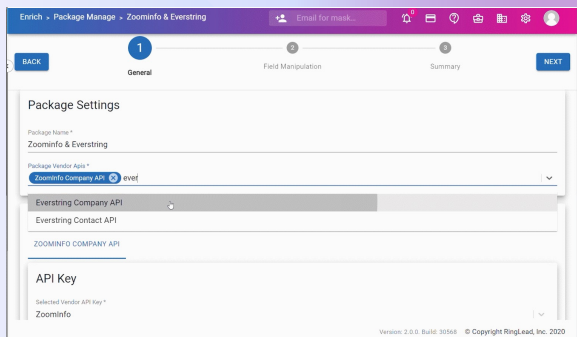 Enrich » Package Manage » Zoominfo & Everstring
Email for mask...
0
BACK
1
General
2
Field Manipulation
3
Summary
NEXT
Package Settings
Package Name *
Zoominfo & Everstring
Package Vendor Apis *
ZoomInfo Company API
ever
Everstring Company API
Everstring Contact API
ZOOMINFO COMPANY API
API Key
Selected Vendor API Key *
ZoomInfo
Version: 2.0.0. Build: 30568 © Copyright RingLead, Inc. 2020